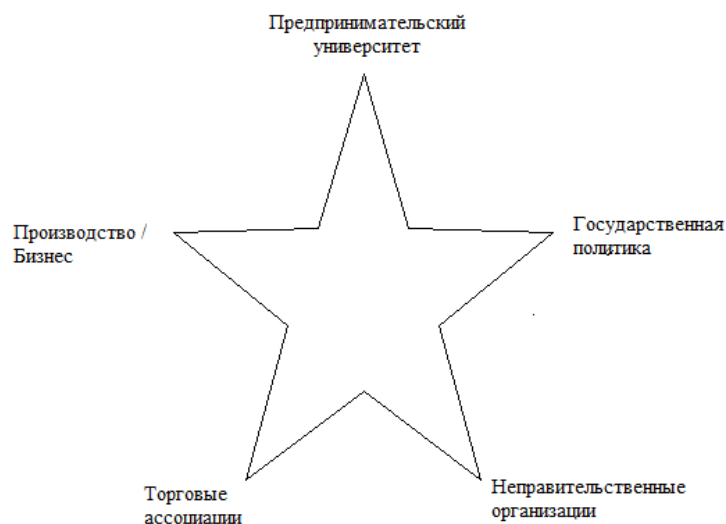 Предпринимательский
университет
Производство /
Бизнес
Государственная
политика
Торговые
ассоциации
Неправительственные
организации